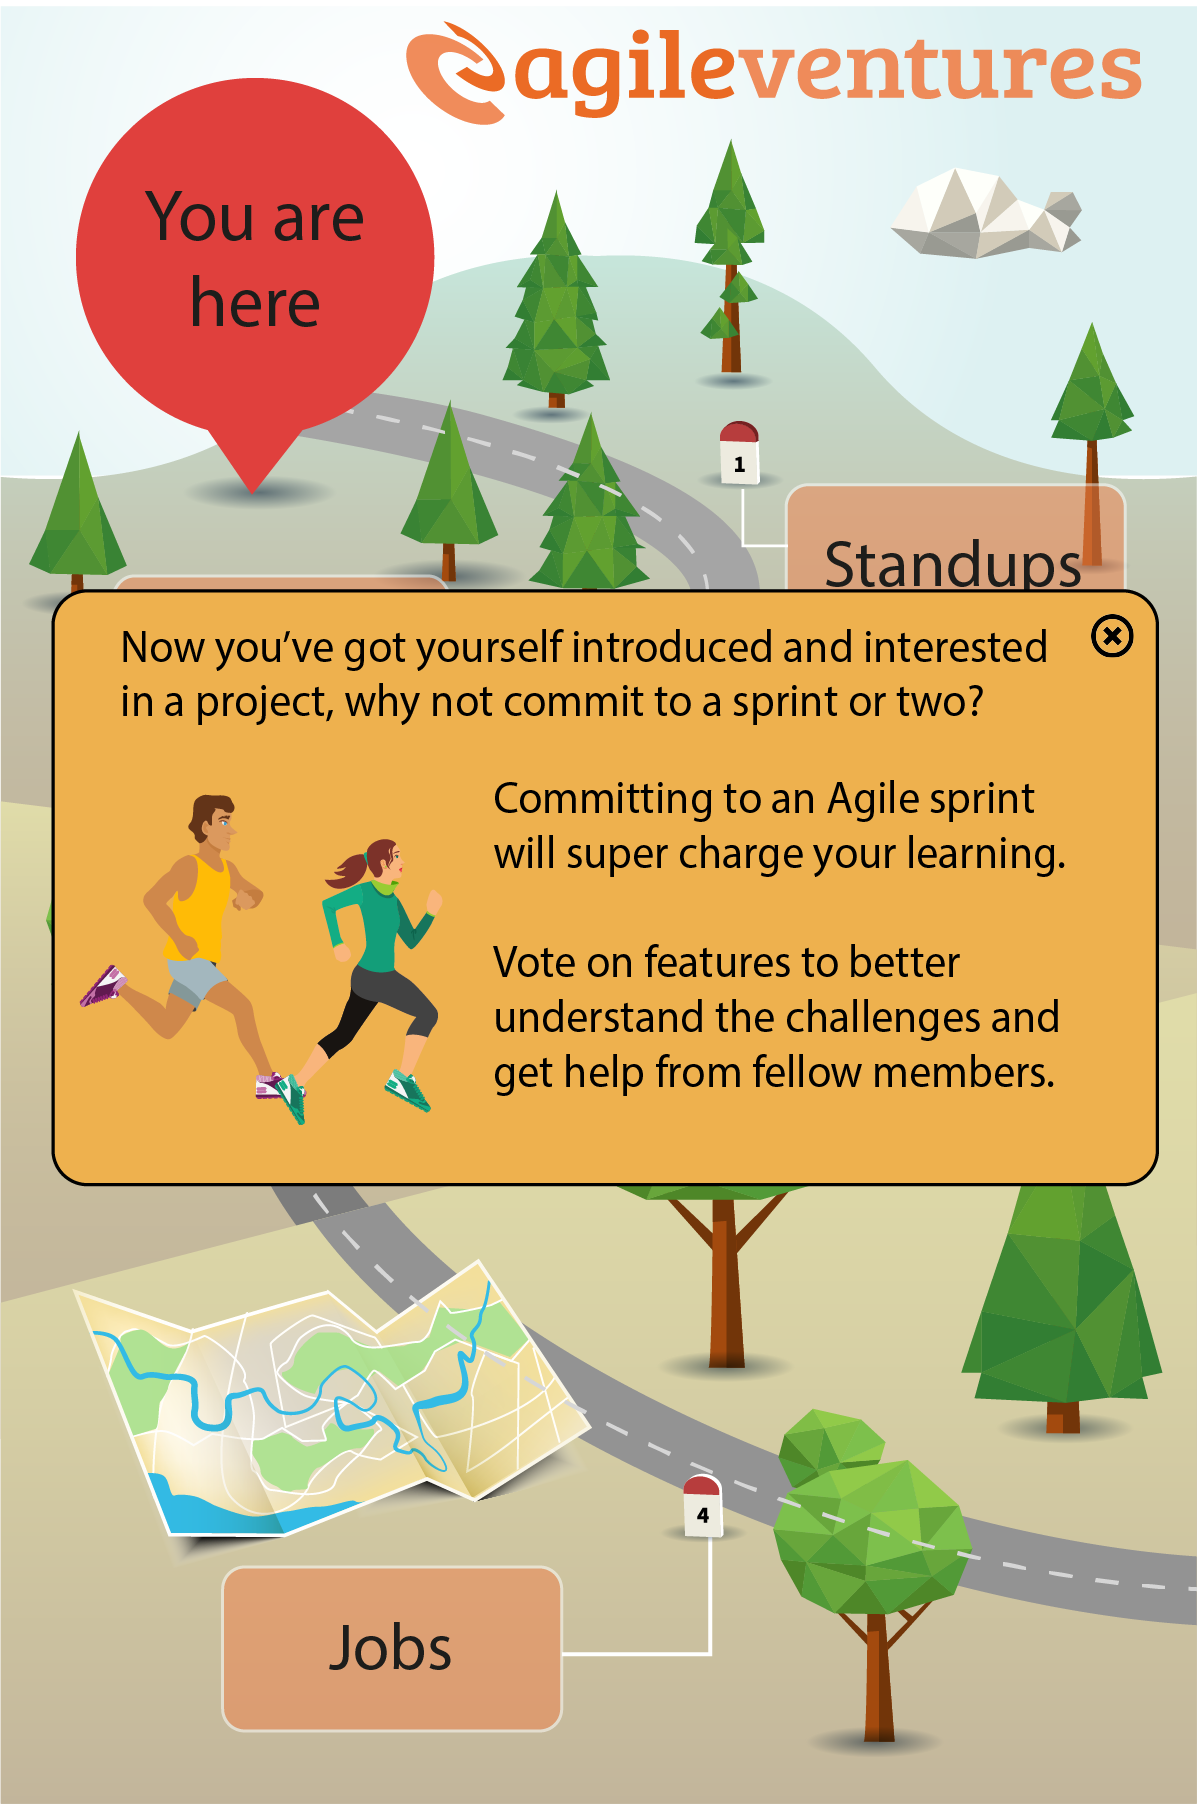 agileventures
You are
here
1
Standups
Now you've got yourself introduced and interested
in a project, why not commit to a sprint or two?
Committing to an Agile sprint
will super charge your learning.
Vote on features to better
understand the challenges and
get help from fellow members.
4
Jobs